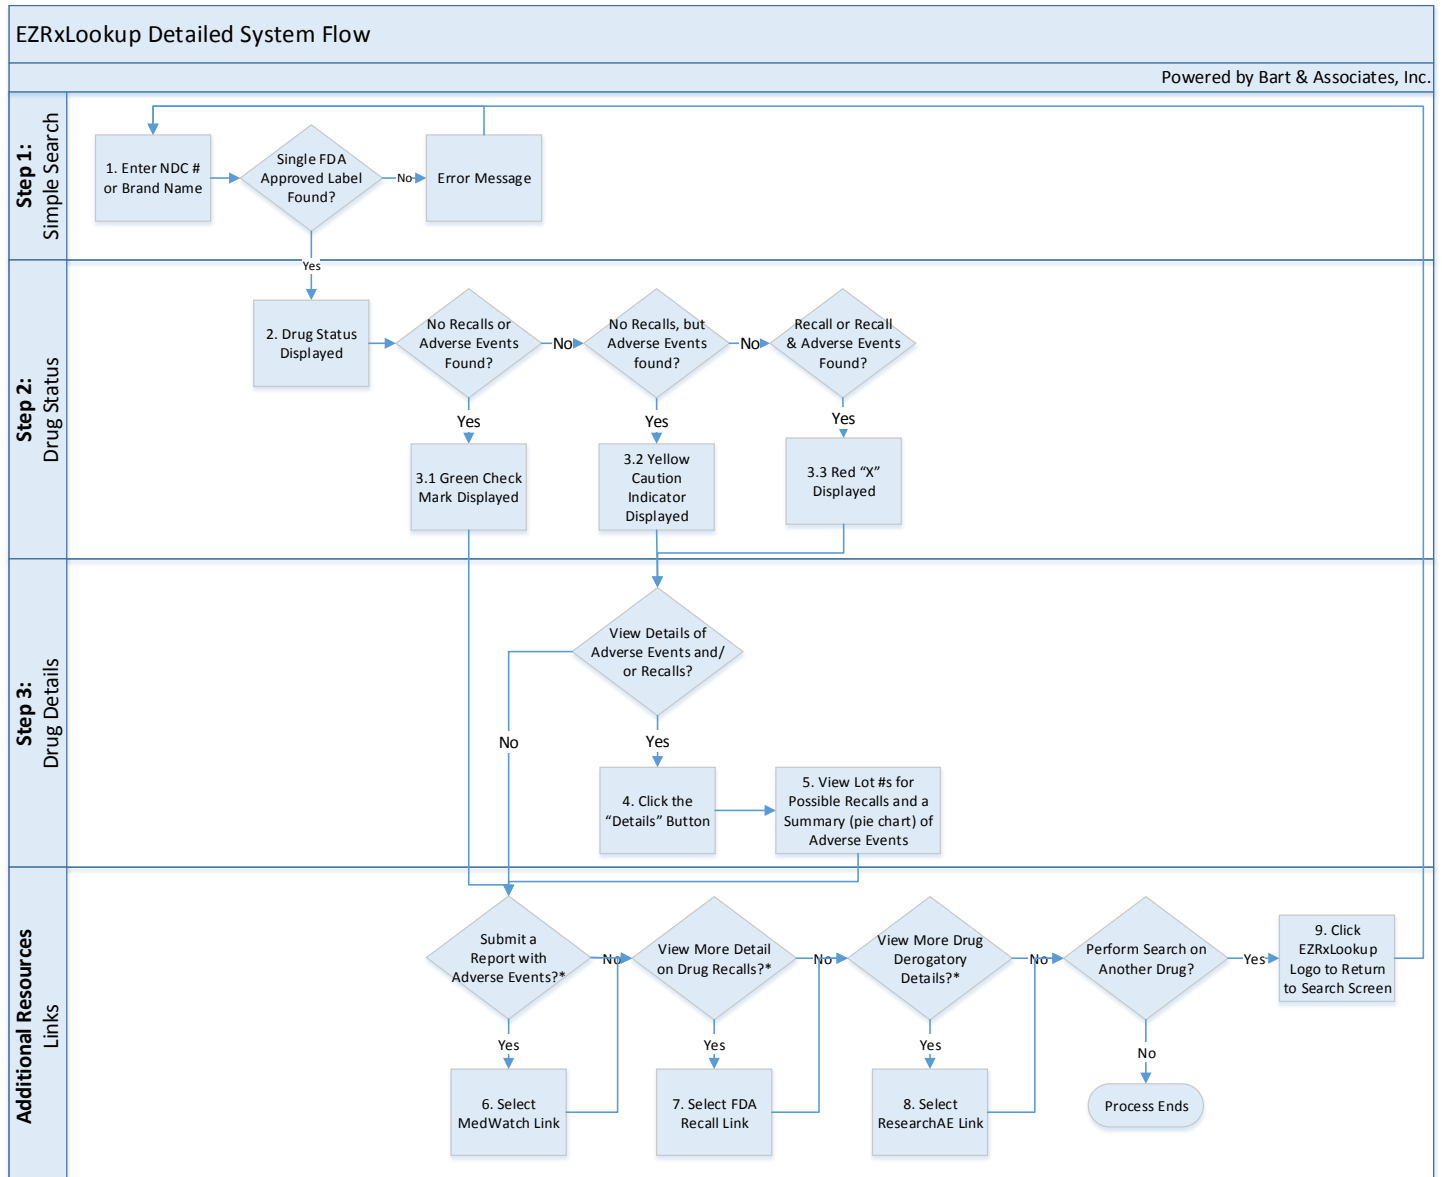 EZRxLookup Detailed System Flow
Powered by Bart & Associates, Inc.
Step 1:
Simple Search
1. Enter NDC #
or Brand Name
Single FDA
Approved Label
Found?
No
Error Message
Yes
Step 2:
Drug Status
2. Drug Status
Displayed
No Recalls or
Adverse Events
Found?
No
No Recalls, but
Adverse Events
found?
No
Recall or Recall
& Adverse Events
Found?
Yes
Yes
Yes
3.1 Green Check
Mark Displayed
3.2 Yellow
Caution
Indicator
Displayed
3.3 Red “X”
Displayed
Step 3:
Drug Details
View Details of
Adverse Events and/
or Recalls?
No
Yes
4. Click the
“Details” Button
5. View Lot #s for
Possible Recalls and a
Summary (pie chart) of
Adverse Events
Additional Resources
Links
Submit a
Report with
Adverse Events?*
No
View More Detail
on Drug Recalls?*
No
View More Drug
Derogatory
Details?*
No
Perform Search on
Another Drug?
Yes
9. Click
EZRxLookup
Logo to Return
to Search Screen
Yes
Yes
Yes
No
6. Select
MedWatch Link
7. Select FDA
Recall Link
8. Select
ResearchAE Link
Process Ends